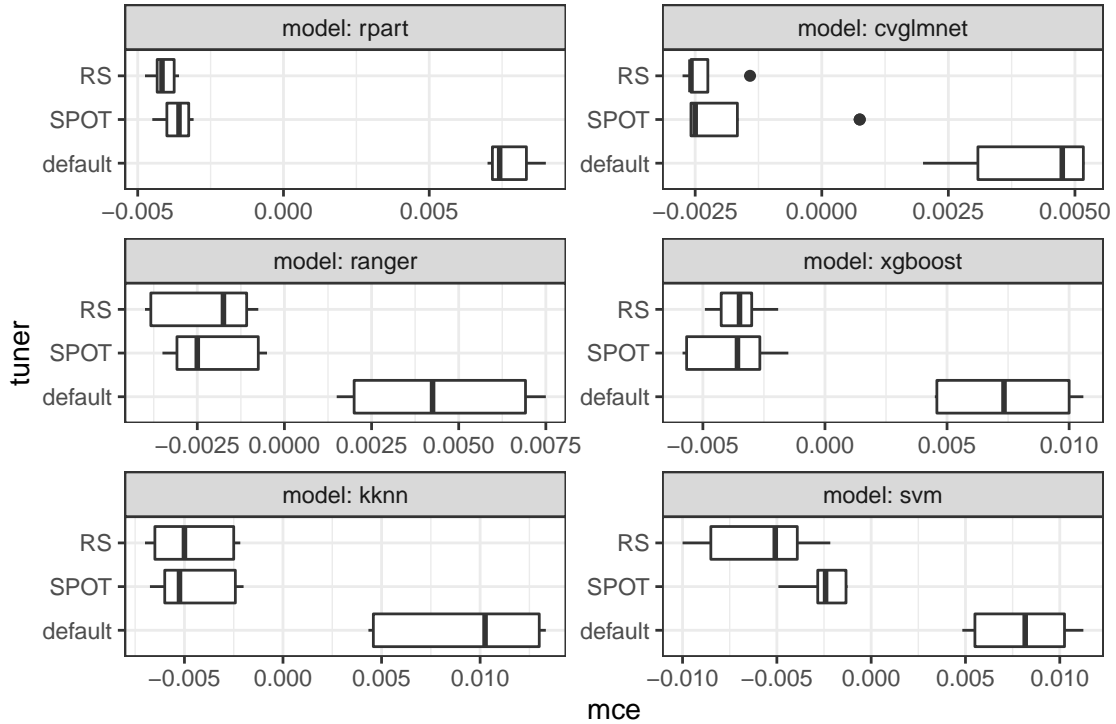 model: rpart
RS
SPOT
default
−0.005 0.000 0.005
model: cvglmnet
RS
SPOT
default
−0.0025 0.0000 0.0025 0.0050
model: ranger
RS
SPOT
default
−0.0025 0.0000 0.0025 0.0050 0.0075
model: xgboost
RS
SPOT
default
−0.005 0.000 0.005 0.010
model: kknn
RS
SPOT
default
−0.005 0.000 0.005 0.010
model: svm
RS
SPOT
default
−0.010 −0.005 0.000 0.005 0.010
tuner
mce